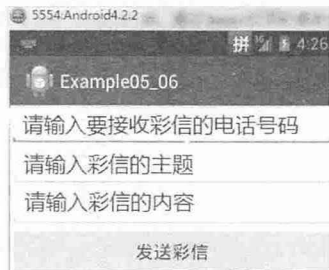 5554:Android4.2.2
拼 4:26
Example05_06
请输入要接收彩信的电话号码
请输入彩信的主题
请输入彩信的内容
发送彩信